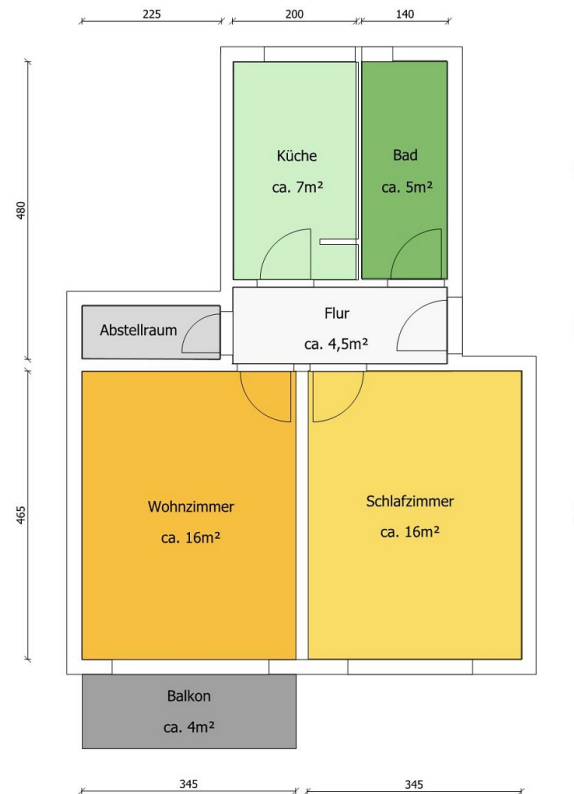 225
200
140
Küche
ca. 7m²
Bad
ca. 5m²
480
Abstellraum
Flur
ca. 4,5m²
465
Wohnzimmer
ca. 16m²
Schlafzimmer
ca. 16m²
Balkon
ca. 4m²
345
345